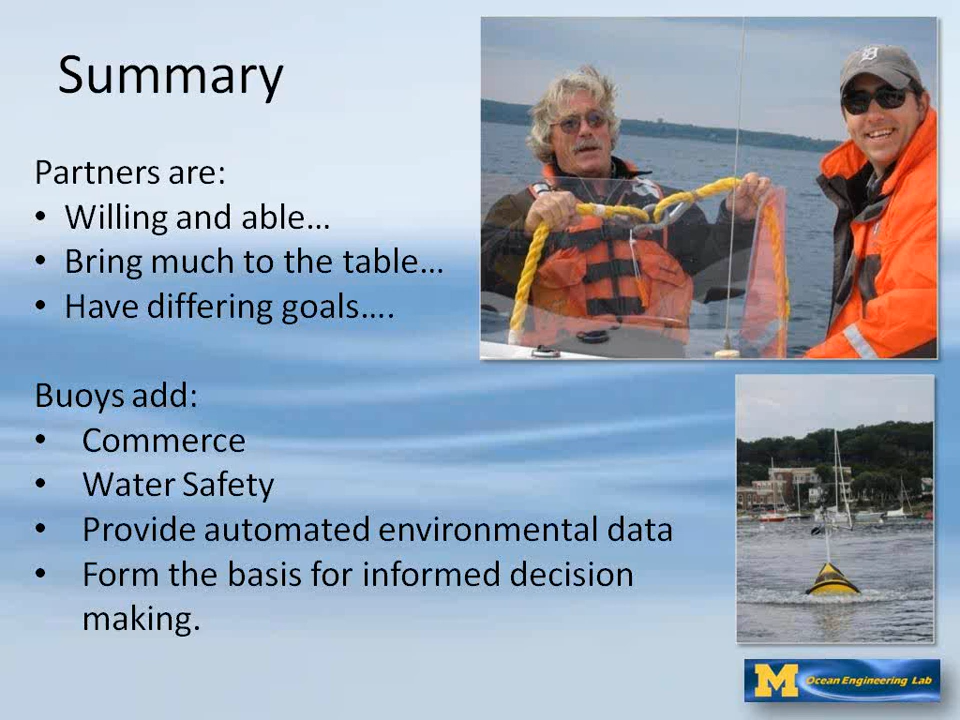 Summary
Partners are:
• Willing and able…
• Bring much to the table…
• Have differing goals….
Buoys add:
• Commerce
• Water Safety
• Provide automated environmental data
• Form the basis for informed decision
making.
D
M Ocean Engineering Lab